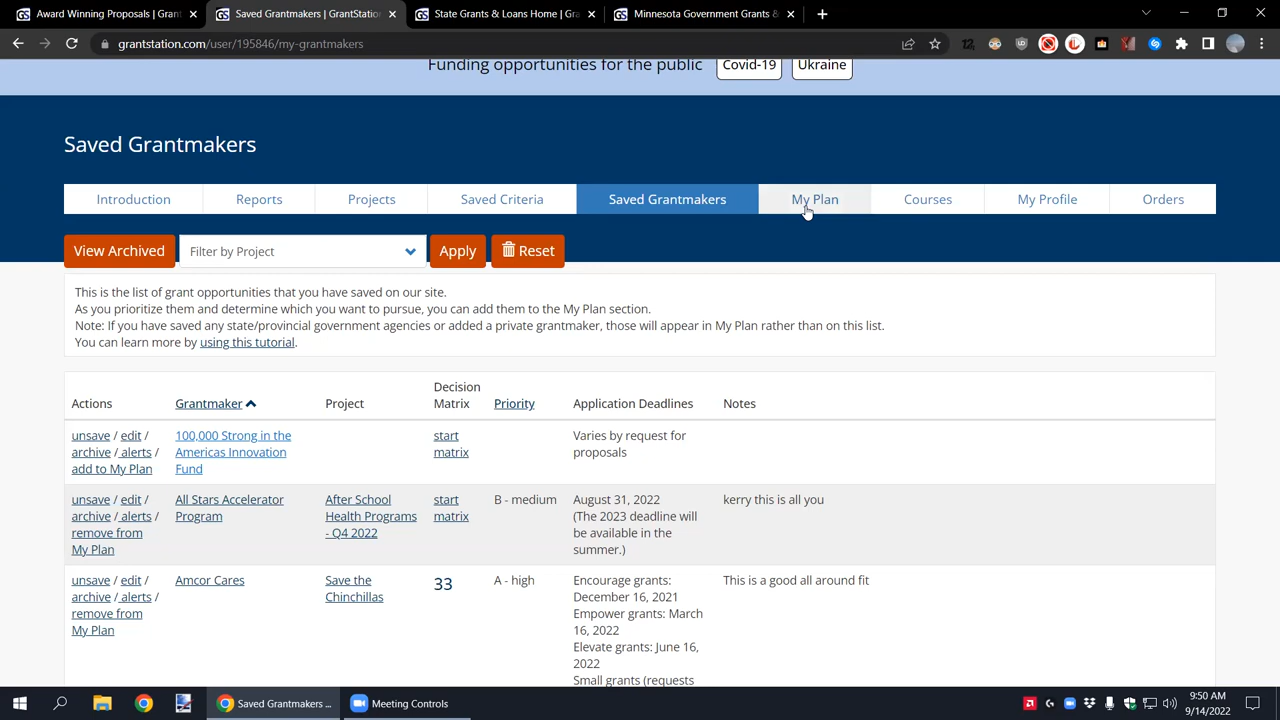 Award Winning Proposals | Grant
Saved Grantmakers | GrantStation
State Grants & Loans Home | Gra
Minnesota Government Grants &
grantstation.com/user/195846/my-grantmakers
Funding opportunities for the public
Covid-19
Ukraine
Saved Grantmakers
Introduction
Reports
Projects
Saved Criteria
Saved Grantmakers
My Plan
Courses
My Profile
Orders
View Archived
Filter by Project
Apply
Reset
This is the list of grant opportunities that you have saved on our site.
As you prioritize them and determine which you want to pursue, you can add them to the My Plan section.
Note: If you have saved any state/provincial government agencies or added a private grantmaker, those will appear in My Plan rather than on this list.
You can learn more by using this tutorial.
Actions
Grantmaker
Project
Decision
Matrix
Priority
Application Deadlines
Notes
unsave / edit /
archive / alerts /
add to My Plan
100,000 Strong in the
Americas Innovation
Fund
start
matrix
Varies by request for
proposals
unsave / edit /
archive / alerts /
remove from
My Plan
All Stars Accelerator
Program
After School
Health Programs
- Q4 2022
start
matrix
B - medium
August 31, 2022
(The 2023 deadline will
be available in the
summer.)
kerry this is all you
unsave / edit /
archive / alerts /
remove from
My Plan
Amcor Cares
Save the
Chinchillas
33
A - high
Encourage grants:
December 16, 2021
Empower grants: March
16, 2022
Elevate grants: June 16,
2022
Small grants (requests
This is a good all around fit
Saved Grantmakers ...
Meeting Controls
9:50 AM
9/14/2022